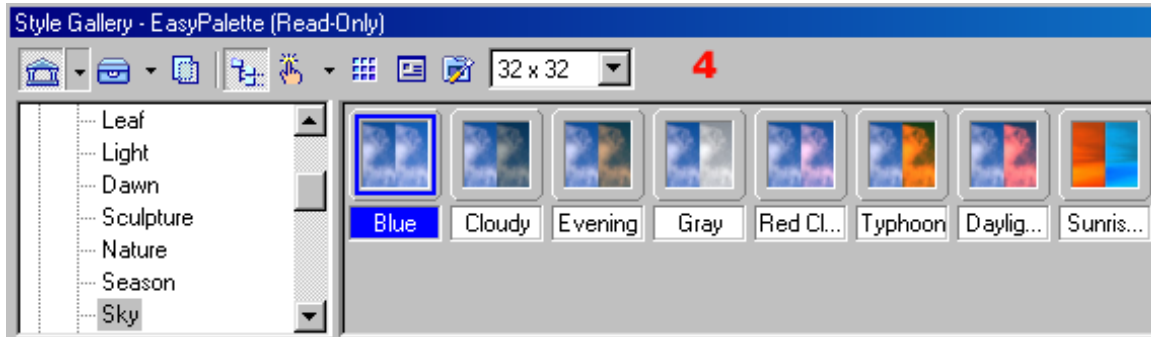 Style Gallery - EasyPalette (Read-Only)
32 x 32
4
Leaf
Light
Dawn
Sculpture
Nature
Season
Sky
Blue Cloudy Evening Gray Red Cl... Typhoon Daylig... Sunris...